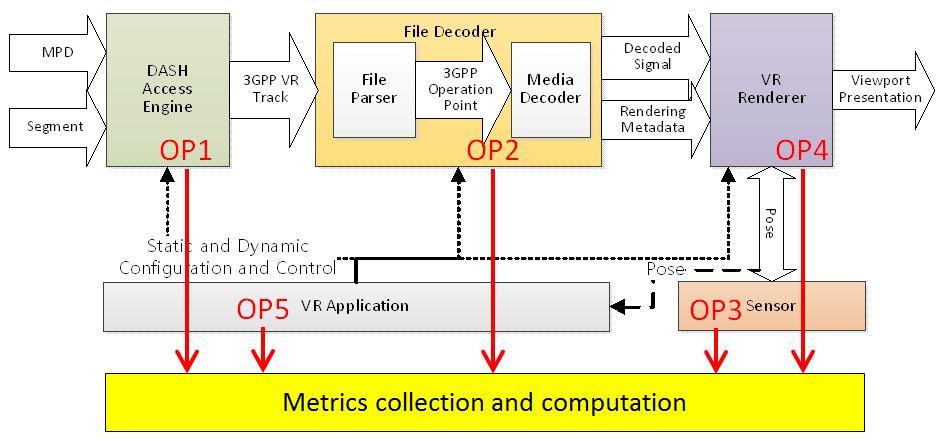 MPD
Segment
DASH
Access
Engine
OP1
3GPP VR
Track
File Decoder
File
Parser
3GPP
Operation
Point
Media
Decoder
OP2
Decoded
Signal
Rendering
Metadata
VR
Renderer
OP4
Viewport
Presentation
Static and Dynamic
Configuration and Control
Pose
Pose
OP5
VR Application
OP3
Sensor
Metrics collection and computation